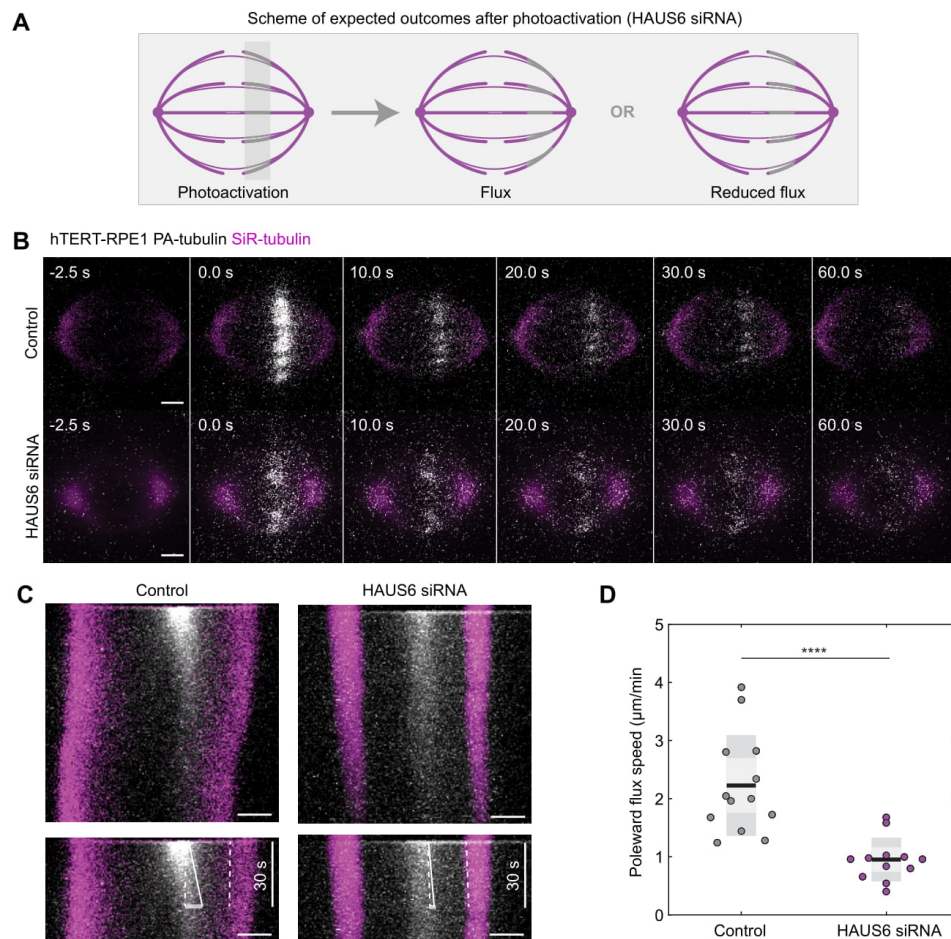 A
Scheme of expected outcomes after photoactivation (HAUS6 siRNA)
OR
Photoactivation
Flux
Reduced flux
B
hTERT-RPE1 PA-tubulin SiR-tubulin
Control
-2.5 s
0.0 s
10.0 s
20.0 s
30.0 s
60.0 s
HAUS6 siRNA
-2.5 s
0.0 s
10.0 s
20.0 s
30.0 s
60.0 s
C
Control
HAUS6 siRNA
30 s
30 s
D
Poleward flux speed (µm/min)
5
4
3
2
1
0
****
Control
HAUS6 siRNA